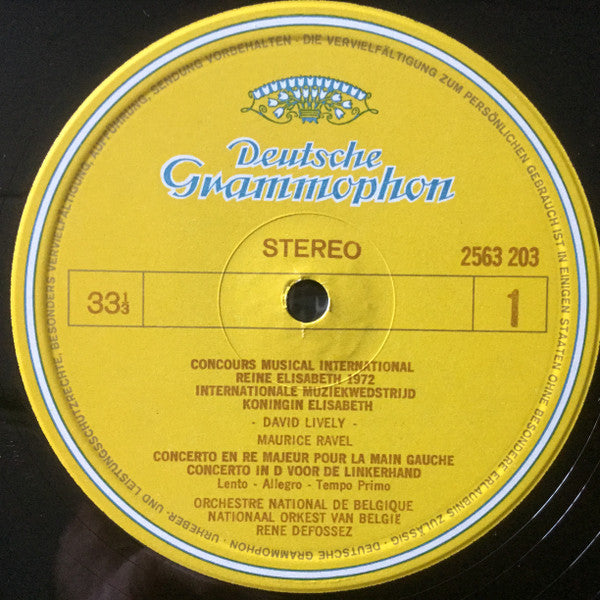 Deutsche
Grammophon
STEREO
2563 203
33⅓
1
CONCOURS MUSICAL INTERNATIONAL
REINE ELISABETH 1972
INTERNATIONALE MUZIEKWEDSTRIJD
KONINGIN ELISABETH
- DAVID LIVELY -
MAURICE RAVEL
CONCERTO EN RE MAJEUR POUR LA MAIN GAUCHE
CONCERTO IN D VOOR DE LINKERHAND
Lento - Allegro - Tempo Primo
ORCHESTRE NATIONAL DE BELGIQUE
NATIONAAL ORKEST VAN BELGIE
RENE DEFOSSEZ
DEUTSCHE GRAMMOPHON · URHEBER- UND LEISTUNGSSCHUTZRECHTE, BESONDERS VERVIELFÄLTIGUNG, AUFFÜHRUNG, SENDUNG VORBEHALTEN · DIE VERVIELFÄLTIGUNG ZUM PERSÖNLICHEN GEBRAUCH IST IN EINIGEN STAATEN OHNE BESONDERE ERLAUBNIS ZULÄSSIG ·